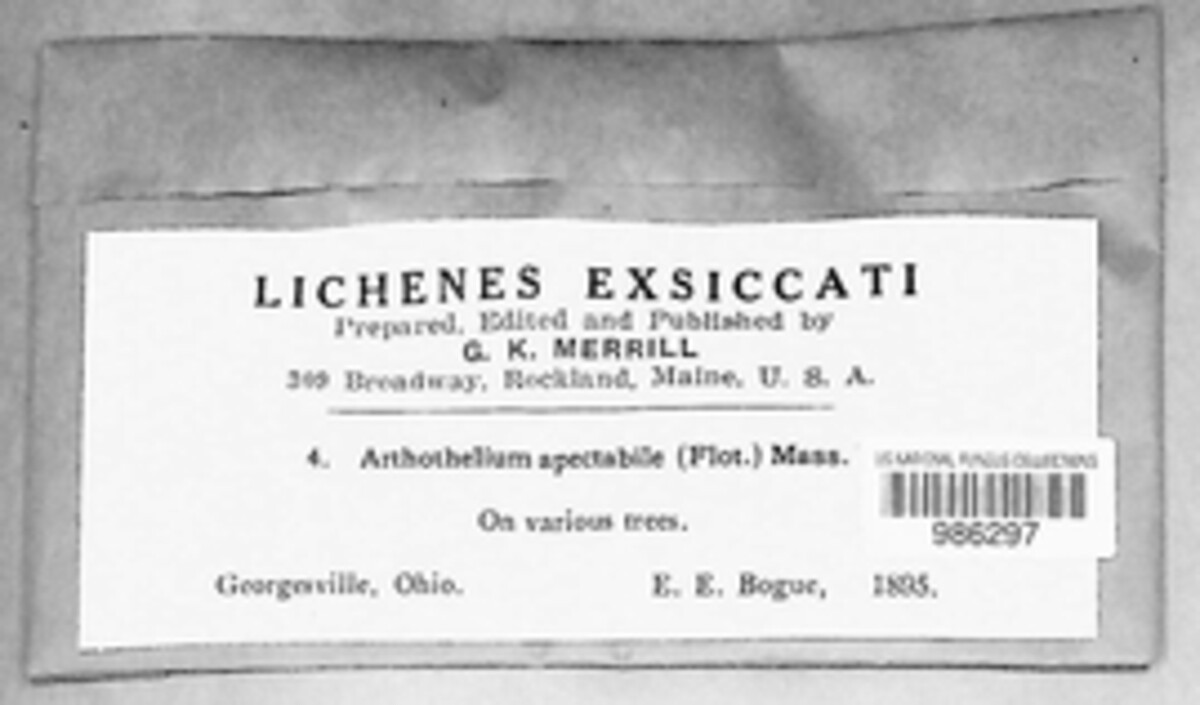 LICHENES EXSICCATI
Prepared, Edited and Published by
G. K. MERRILL
309 Broadway, Rockland, Maine, U. S. A.
4. Arthothelium spectabile (Flot.) Mass.
US NATIONAL FUNGUS COLLECTIONS
986297
On various trees.
Georgesville, Ohio. E. E. Bogue, 1895.